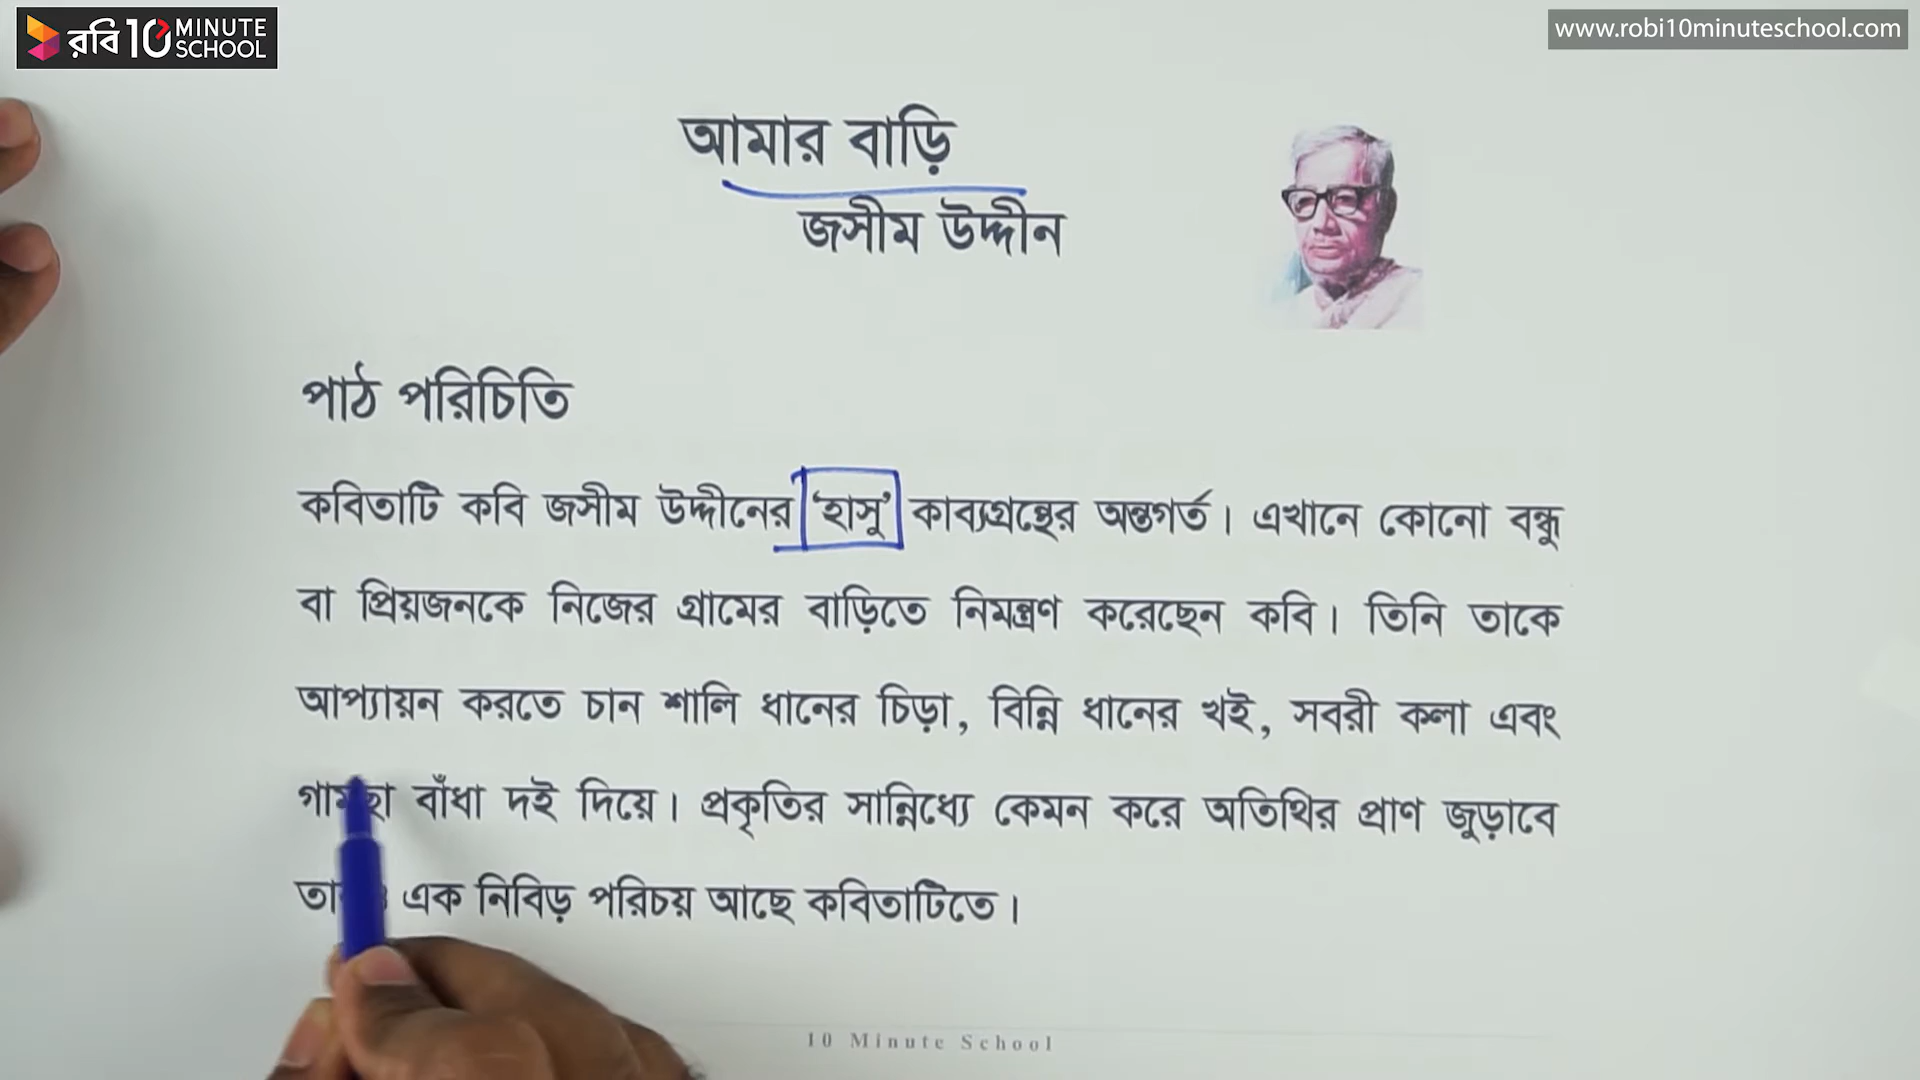 রবি 10 MINUTE SCHOOL
www.robi10minuteschool.com
আমার বাড়ি
জসীম উদ্দীন
পাঠ পরিচিতি
কবিতাটি কবি জসীম উদ্দীনের ‘হাসু’ কাব্যগ্রন্থের অন্তগর্ত। এখানে কোনো বন্ধু
বা প্রিয়জনকে নিজের গ্রামের বাড়িতে নিমন্ত্রণ করেছেন কবি। তিনি তাকে
আপ্যায়ন করতে চান শালি ধানের চিড়া, বিন্নি ধানের খই, সবরী কলা এবং
গামছা বাঁধা দই দিয়ে। প্রকৃতির সান্নিধ্যে কেমন করে অতিথির প্রাণ জুড়াবে
এক নিবিড় পরিচয় আছে কবিতাটিতে।
10 Minute School